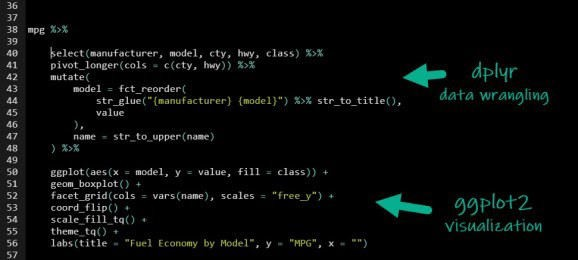 36
37
38 mpg %>%
39
40 select(manufacturer, model, cty, hwy, class) %>%
41 pivot_longer(cols = c(cty, hwy)) %>%
42 mutate(
43 model = fct_reorder(
44 str_glue("{manufacturer} {model}") %>% str_to_title(),
45 value
46 ),
47 name = str_to_upper(name)
48 ) %>%
49
50 ggplot(aes(x = model, y = value, fill = class)) +
51 geom_boxplot() +
52 facet_grid(cols = vars(name), scales = "free_y") +
53 coord_flip() +
54 scale_fill_tq() +
55 theme_tq() +
56 labs(title = "Fuel Economy by Model", y = "MPG", x = "")
57
dplyr
data wrangling
ggplot2
visualization